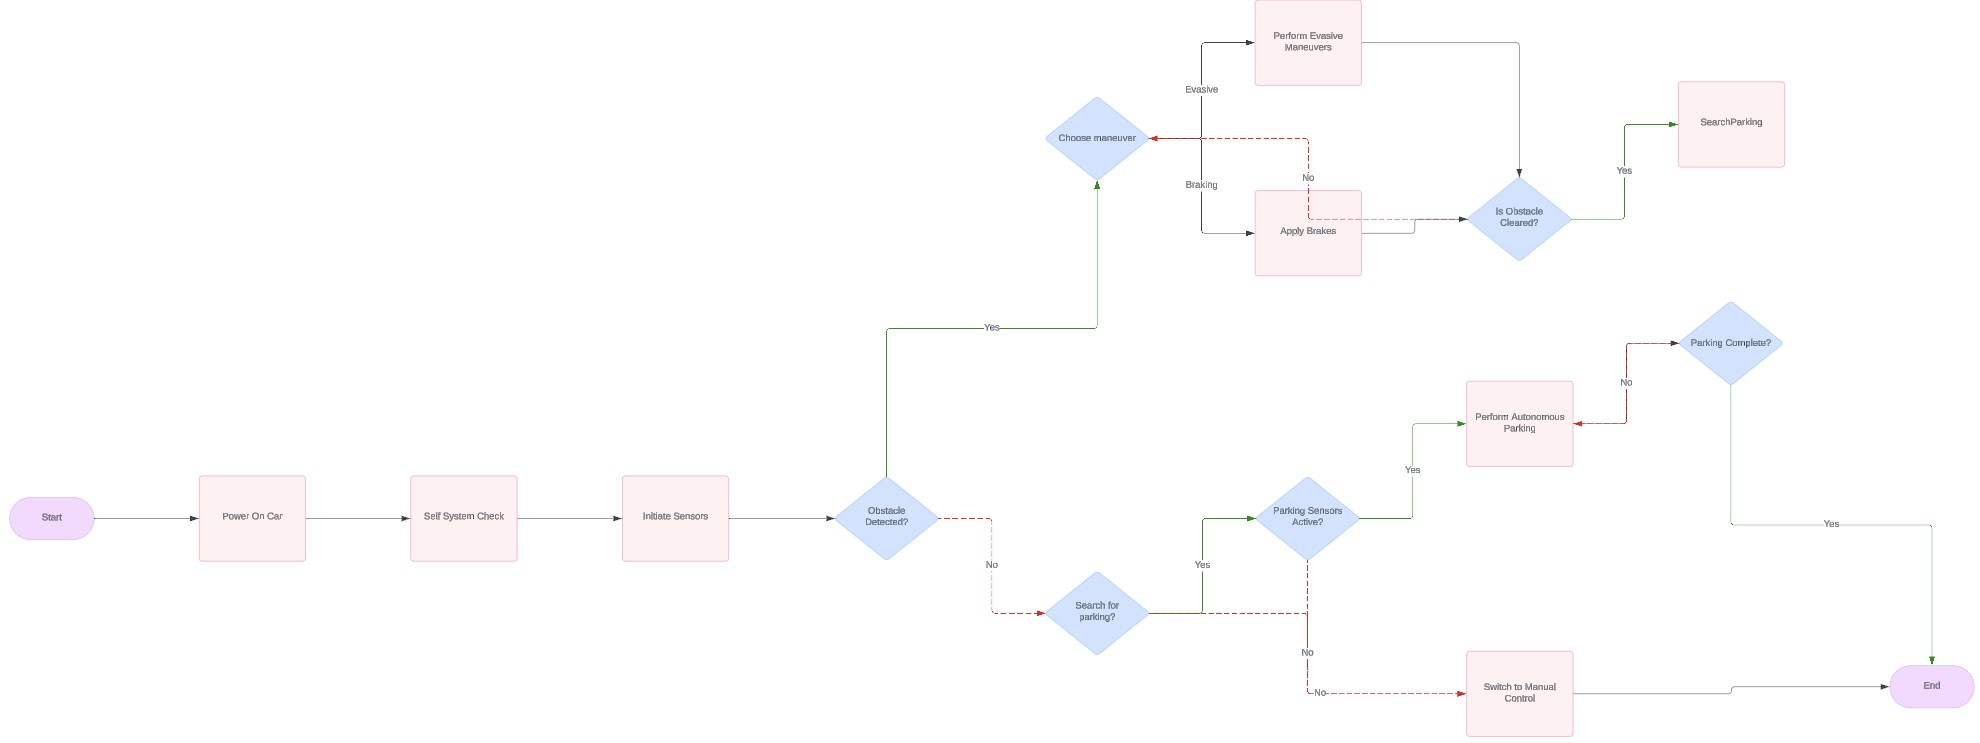 Perform Evasive
Maneuvers
Evasive
SearchParking
Choose maneuver
Yes
No
Braking
Is Obstacle
Cleared?
Apply Brakes
Yes
Parking Complete?
No
Perform Autonomous
Parking
Yes
Start
Power On Car
Self System Check
Initiate Sensors
Obstacle
Detected?
Parking Sensors
Active?
Yes
No
Yes
Search for
parking?
No
No
Switch to Manual
Control
End